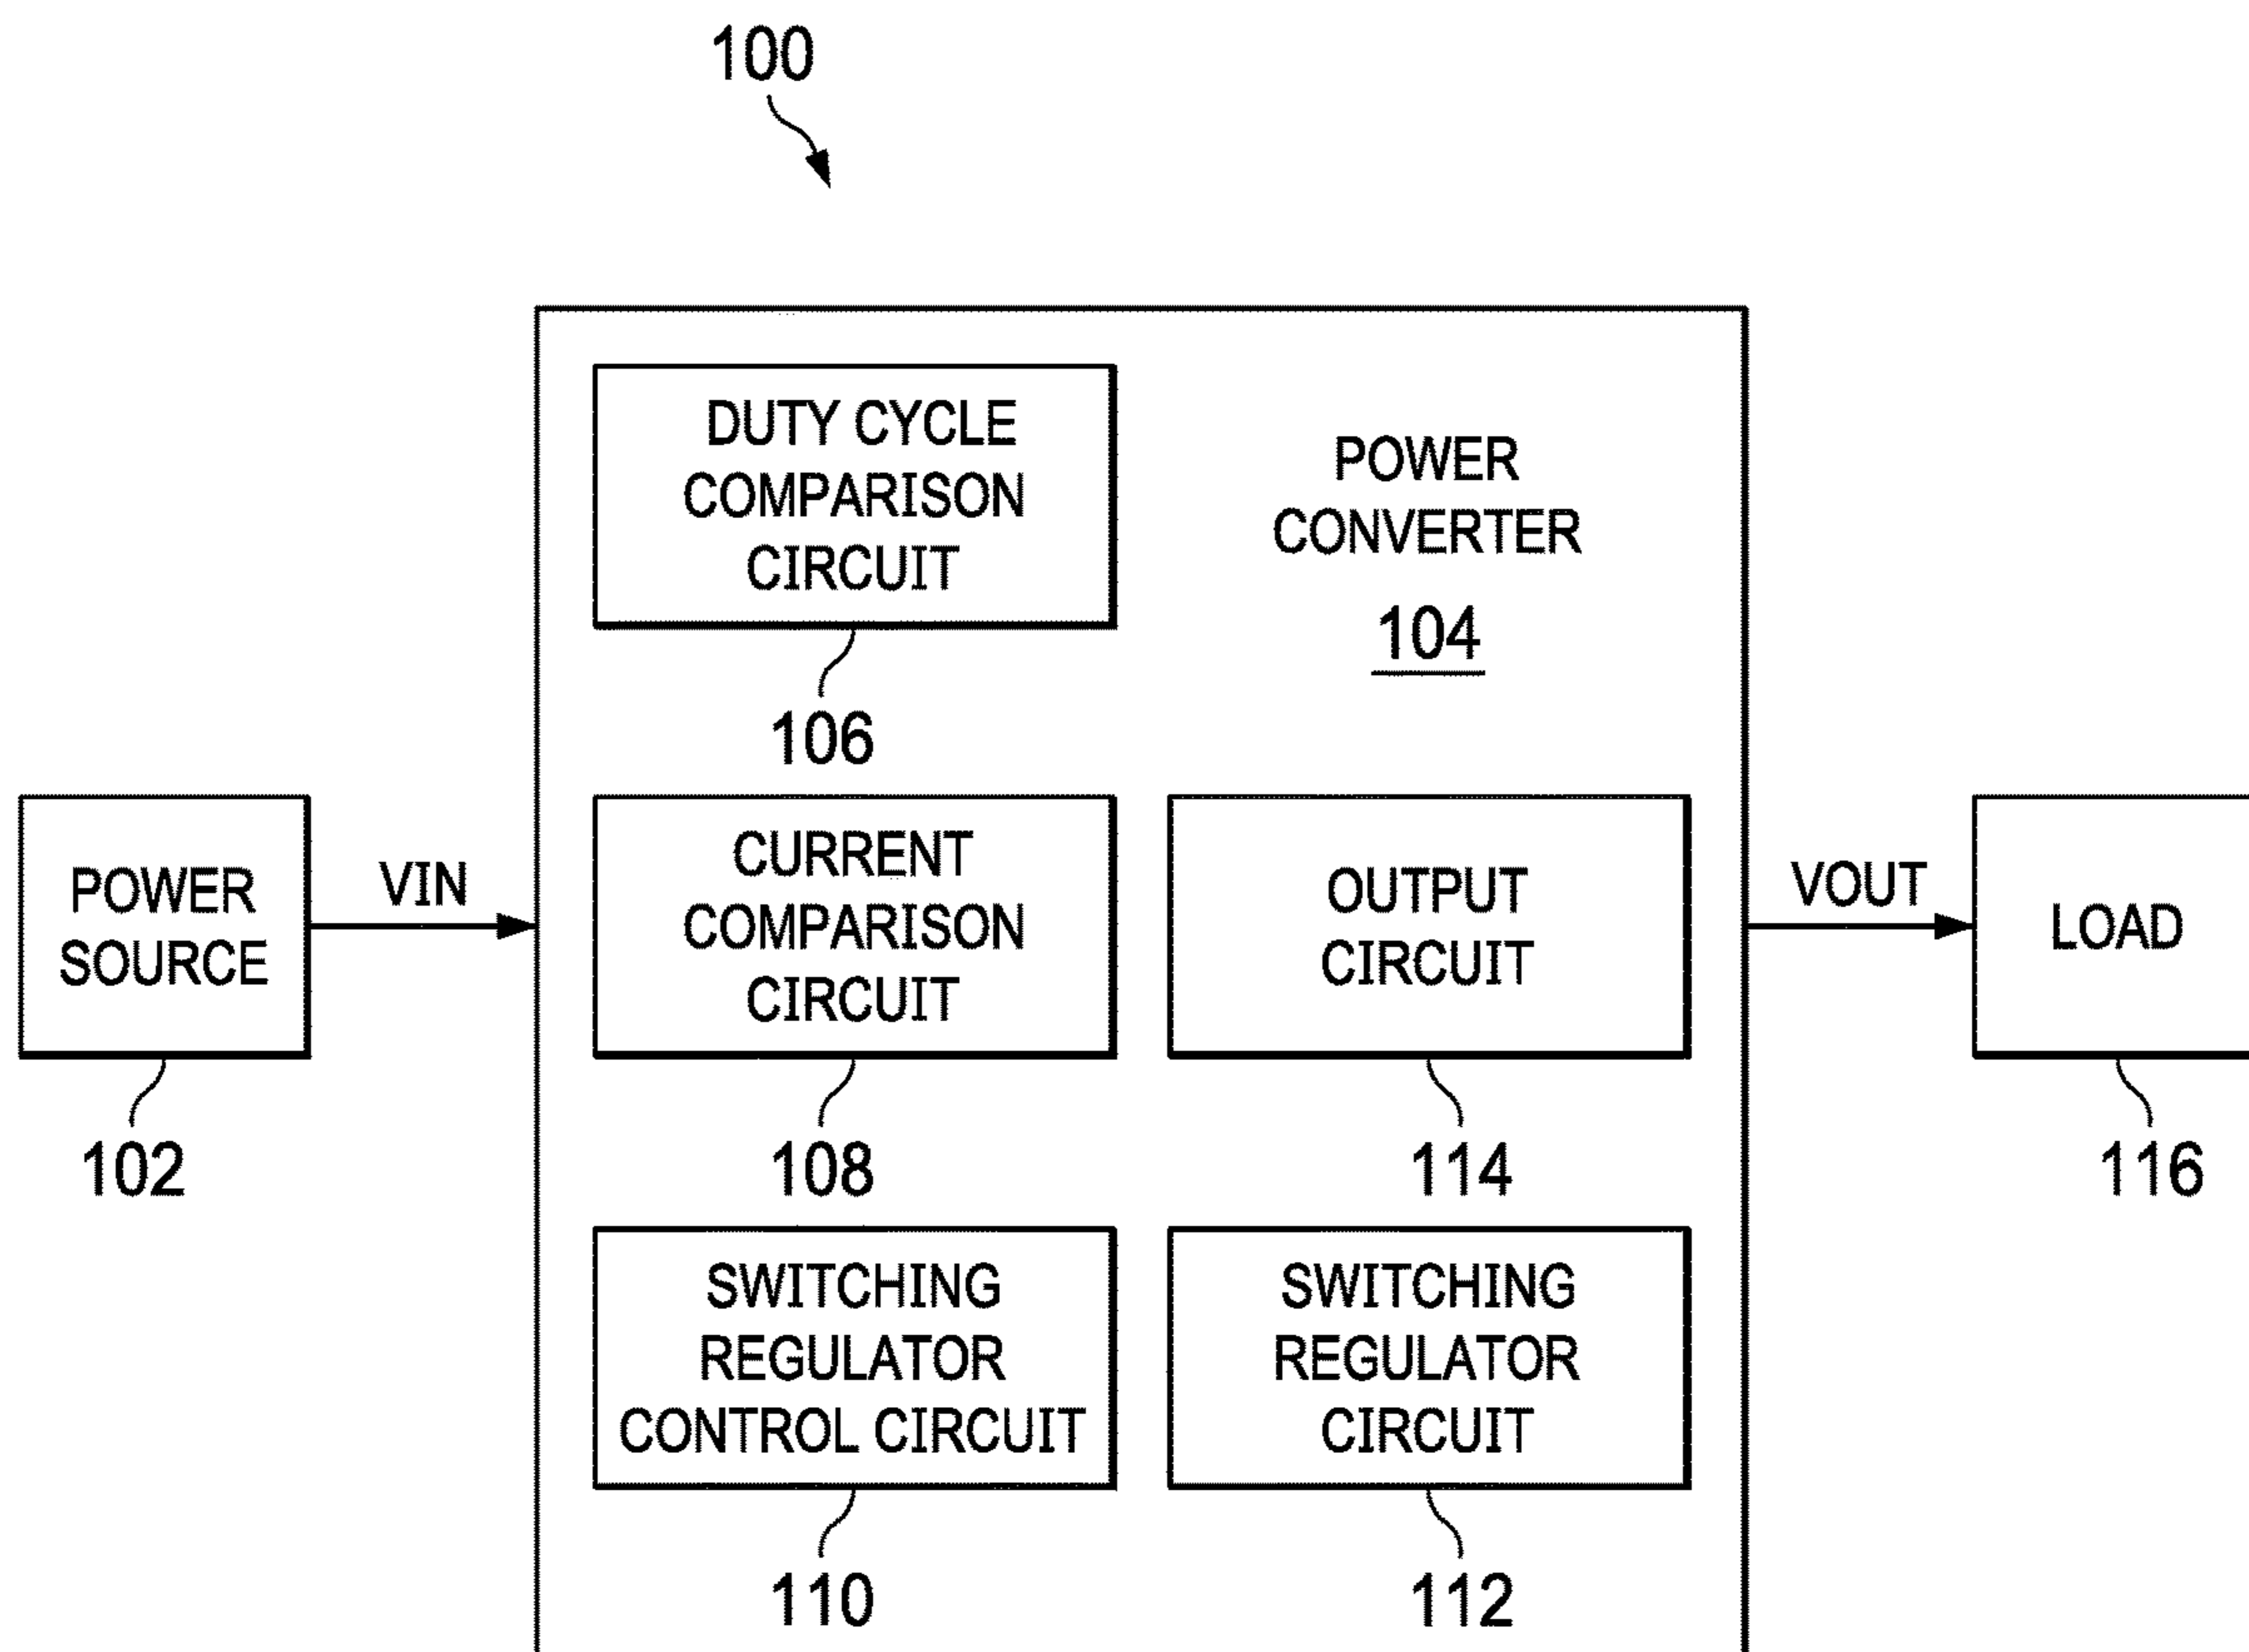 100
DUTY CYCLE
COMPARISON
CIRCUIT
106
POWER
CONVERTER
104
POWER
SOURCE
102
VIN
CURRENT
COMPARISON
CIRCUIT
108
OUTPUT
CIRCUIT
114
VOUT
LOAD
116
SWITCHING
REGULATOR
CONTROL CIRCUIT
110
SWITCHING
REGULATOR
CIRCUIT
112